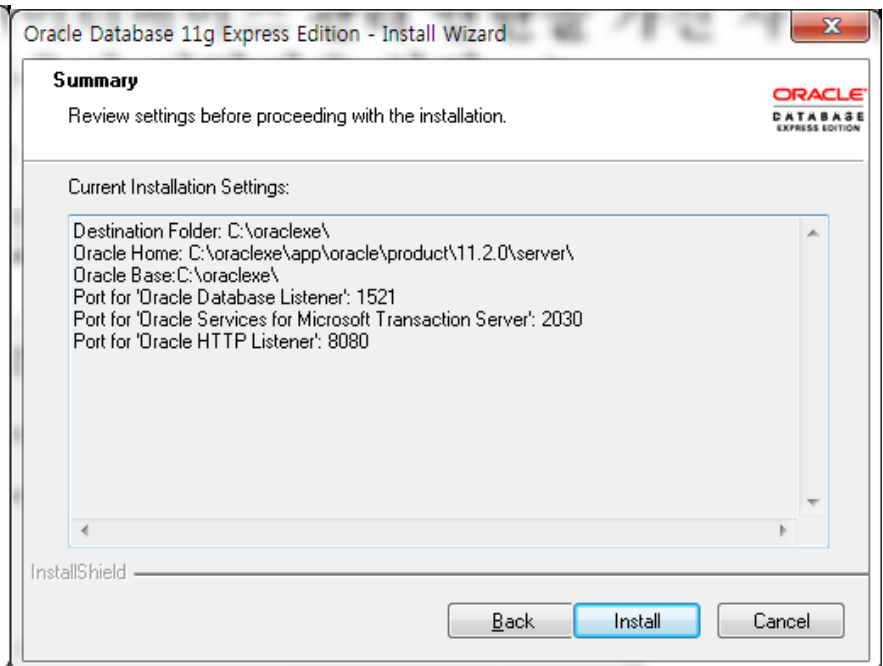 Oracle Database 11g Express Edition - Install Wizard
Summary
Review settings before proceeding with the installation.
ORACLE
DATABASE
EXPRESS EDITION
Current Installation Settings:
Destination Folder: C:\oraclexe\
Oracle Home: C:\oraclexe\app\oracle\product\11.2.0\server\
Oracle Base:C:\oraclexe\
Port for 'Oracle Database Listener': 1521
Port for 'Oracle Services for Microsoft Transaction Server': 2030
Port for 'Oracle HTTP Listener': 8080
InstallShield
Back
Install
Cancel